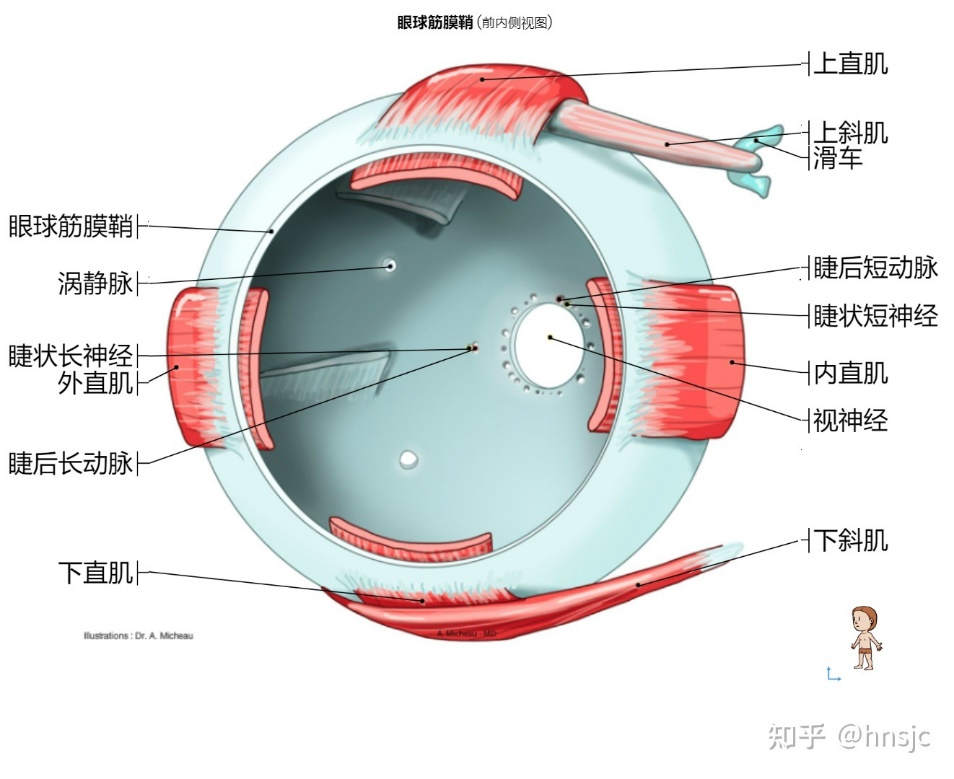 眼球筋膜鞘(前内侧视图)
上直肌
上斜肌
滑车
眼球筋膜鞘
涡静脉
睫后短动脉
睫状短神经
睫状长神经
外直肌
内直肌
视神经
睫后长动脉
下斜肌
下直肌
Illustrations : Dr. A. Micheau
A. Micheau MD
知乎 @hnsjc